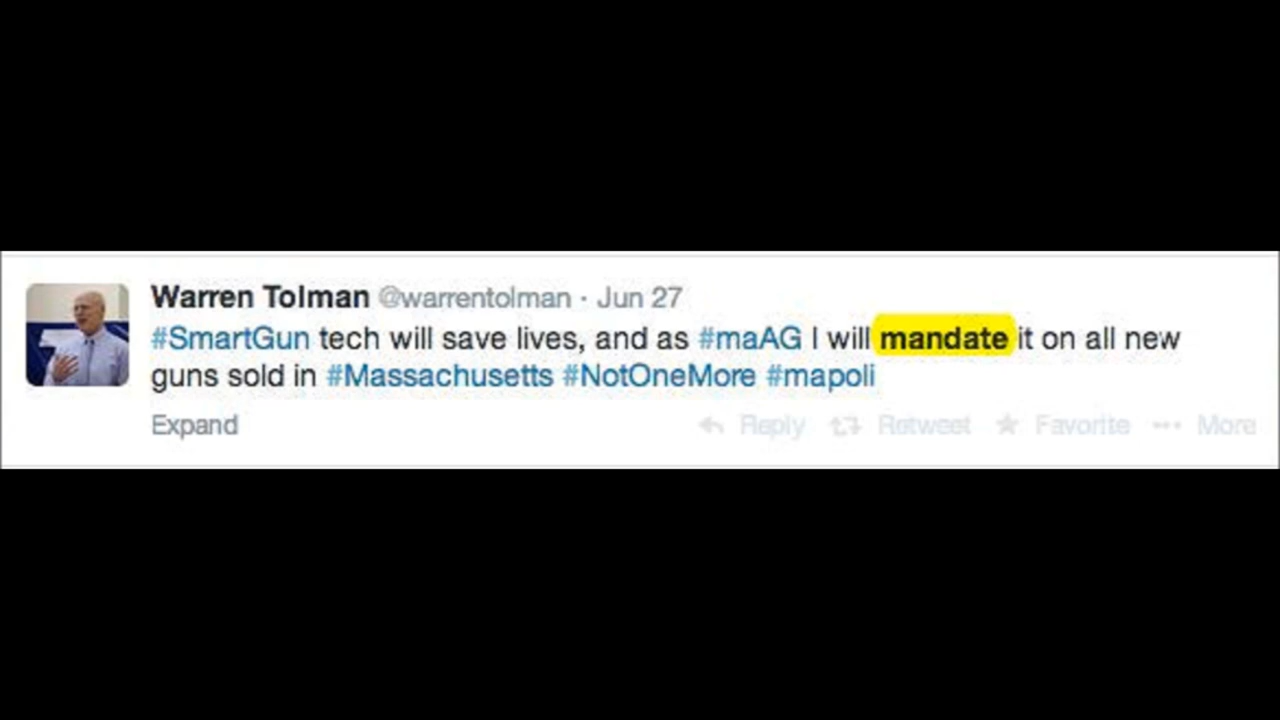 Warren Tolman @warrentolman · Jun 27
#SmartGun tech will save lives, and as #maAG I will mandate it on all new
guns sold in #Massachusetts #NotOneMore #mapoli
Expand Reply Retweet Favorite More